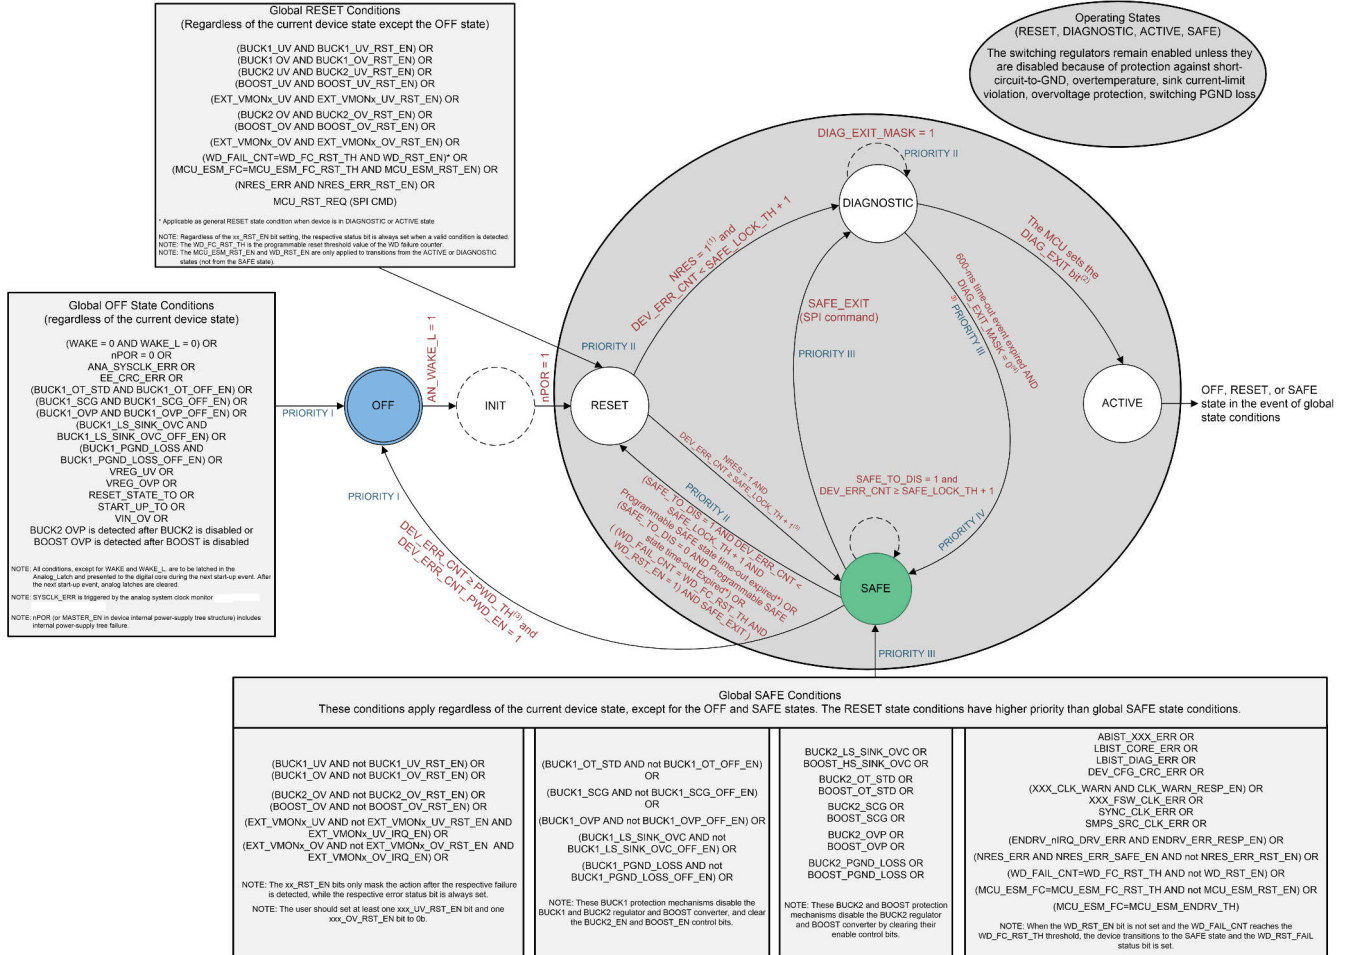 Global RESET Conditions
(Regardless of the current device state except the OFF state)
(BUCK1_UV AND BUCK1_UV_RST_EN) OR
(BUCK1 OV AND BUCK1_OV_RST_EN) OR
(BUCK2 UV AND BUCK2_UV_RST_EN) OR
(BOOST_UV AND BOOST_UV_RST_EN) OR
(EXT_VMONx_UV AND EXT_VMONx_UV_RST_EN) OR
(BUCK2 OV AND BUCK2_OV_RST_EN) OR
(BOOST_OV AND BOOST_OV_RST_EN) OR
(EXT_VMONx_OV AND EXT_VMONx_OV_RST_EN) OR
(WD_FAIL_CNT=WD_FC_RST_TH AND WD_RST_EN)* OR
(MCU_ESM_FC=MCU_ESM_FC_RST_TH AND MCU_ESM_RST_EN) OR
(NRES_ERR AND NRES_ERR_RST_EN) OR
MCU_RST_REQ (SPI CMD)
* Applicable as general RESET state condition when device is in DIAGNOSTIC or ACTIVE state
NOTE: Regardless of the xx_RST_EN bit setting, the respective status bit is always set when a valid condition is detected.
NOTE: The WD_FC_RST_TH is the programmable reset threshold value of the WD failure counter.
NOTE: The MCU_ESM_RST_EN and WD_RST_EN are only applied to transitions from the ACTIVE or DIAGNOSTIC
states (not from the SAFE state).
Operating States
(RESET, DIAGNOSTIC, ACTIVE, SAFE)
The switching regulators remain enabled unless they
are disabled because of protection against short-
circuit-to-GND, overtemperature, sink current-limit
violation, overvoltage protection, switching PGND loss
Global OFF State Conditions
(regardless of the current device state)
(WAKE = 0 AND WAKE_L = 0) OR
nPOR = 0 OR
ANA_SYSCLK_ERR OR
EE_CRC_ERR OR
(BUCK1_OT_STD AND BUCK1_OT_OFF_EN) OR
(BUCK1_SCG AND BUCK1_SCG_OFF_EN) OR
(BUCK1_OVP AND BUCK1_OVP_OFF_EN) OR
(BUCK1_LS_SINK_OVC AND
BUCK1_LS_SINK_OVC_OFF_EN) OR
(BUCK1_PGND_LOSS AND
BUCK1_PGND_LOSS_OFF_EN) OR
VREG_UV OR
VREG_OVP OR
RESET_STATE_TO OR
START_UP_TO OR
VIN_OV OR
BUCK2 OVP is detected after BUCK2 is disabled or
BOOST OVP is detected after BOOST is disabled
NOTE: All conditions, except for WAKE and WAKE_L, are to be latched in the
Analog_Latch and presented to the digital core during the next start-up event. After
the next start-up event, analog latches are cleared.
NOTE: SYSCLK_ERR is triggered by the analog system clock monitor
NOTE: nPOR (or MASTER_EN in device internal power-supply tree structure) includes
internal power-supply tree failure.
PRIORITY I
OFF
AN_WAKE_L = 1
INIT
nPOR = 1
PRIORITY II
RESET
NRES = 1(1) and
DEV_ERR_CNT < SAFE_LOCK_TH + 1
DIAG_EXIT_MASK = 1
PRIORITY II
DIAGNOSTIC
The MCU sets the
DIAG_EXIT bit(2)
SAFE_EXIT
(SPI command)
PRIORITY III
600-ms time-out event expired AND
DIAG_EXIT_MASK = 0(4)
3) PRIORITY III
ACTIVE
OFF, RESET, or SAFE
state in the event of global
state conditions
NRES = 1 AND
DEV_ERR_CNT ≥ SAFE_LOCK_TH + 1(5)
PRIORITY II
(SAFE_TO_DIS = 1 AND DEV_ERR_CNT <
SAFE_LOCK_TH + 1 AND
Programmable SAFE state time-out expired*) OR
(SAFE_TO_DIS = 0 AND Programmable SAFE
state time-out Expired*) OR
( (WD_FAIL_CNT = WD_FC_RST_TH AND
WD_RST_EN = 1) AND SAFE_EXIT )
SAFE_TO_DIS = 1 and
DEV_ERR_CNT ≥ SAFE_LOCK_TH + 1
PRIORITY IV
SAFE
PRIORITY I
DEV_ERR_CNT ≥ PWD_TH(3) and
DEV_ERR_CNT_PWD_EN = 1
PRIORITY III
Global SAFE Conditions
These conditions apply regardless of the current device state, except for the OFF and SAFE states. The RESET state conditions have higher priority than global SAFE state conditions.
(BUCK1_UV AND not BUCK1_UV_RST_EN) OR
(BUCK1_OV AND not BUCK1_OV_RST_EN) OR
(BUCK2_OV AND not BUCK2_OV_RST_EN) OR
(BOOST_OV AND not BOOST_OV_RST_EN) OR
(EXT_VMONx_UV AND not EXT_VMONx_UV_RST_EN AND
EXT_VMONx_UV_IRQ_EN) OR
(EXT_VMONx_OV AND not EXT_VMONx_OV_RST_EN AND
EXT_VMONx_OV_IRQ_EN) OR
NOTE: The xx_RST_EN bits only mask the action after the respective failure
is detected, while the respective error status bit is always set.
NOTE: The user should set at least one xxx_UV_RST_EN bit and one
xxx_OV_RST_EN bit to 0b.
(BUCK1_OT_STD AND not BUCK1_OT_OFF_EN)
OR
(BUCK1_SCG AND not BUCK1_SCG_OFF_EN)
OR
(BUCK1_OVP AND not BUCK1_OVP_OFF_EN) OR
(BUCK1_LS_SINK_OVC AND not
BUCK1_LS_SINK_OVC_OFF_EN) OR
(BUCK1_PGND_LOSS AND not
BUCK1_PGND_LOSS_OFF_EN) OR
NOTE: These BUCK1 protection mechanisms disable the
BUCK1 and BUCK2 regulator and BOOST converter, and clear
the BUCK2_EN and BOOST_EN control bits.
BUCK2_LS_SINK_OVC OR
BOOST_HS_SINK_OVC OR
BUCK2_OT_STD OR
BOOST_OT_STD OR
BUCK2_SCG OR
BOOST_SCG OR
BUCK2_OVP OR
BOOST_OVP OR
BUCK2_PGND_LOSS OR
BOOST_PGND_LOSS OR
NOTE: These BUCK2 and BOOST protection
mechanisms disable the BUCK2 regulator
and BOOST converter by clearing their
enable control bits.
ABIST_XXX_ERR OR
LBIST_CORE_ERR OR
LBIST_DIAG_ERR OR
DEV_CFG_CRC_ERR OR
(XXX_CLK_WARN AND CLK_WARN_RESP_EN) OR
XXX_FSW_CLK_ERR OR
SYNC_CLK_ERR OR
SMPS_SRC_CLK_ERR OR
(ENDRV_nIRQ_DRV_ERR AND ENDRV_ERR_RESP_EN) OR
(NRES_ERR AND NRES_ERR_SAFE_EN AND not NRES_ERR_RST_EN) OR
(WD_FAIL_CNT=WD_FC_RST_TH AND not WD_RST_EN) OR
(MCU_ESM_FC=MCU_ESM_FC_RST_TH AND not MCU_ESM_RST_EN) OR
(MCU_ESM_FC=MCU_ESM_ENDRV_TH)
NOTE: When the WD_RST_EN bit is not set and the WD_FAIL_CNT reaches the
WD_FC_RST_TH threshold, the device transitions to the SAFE state and the WD_RST_FAIL
status bit is set.